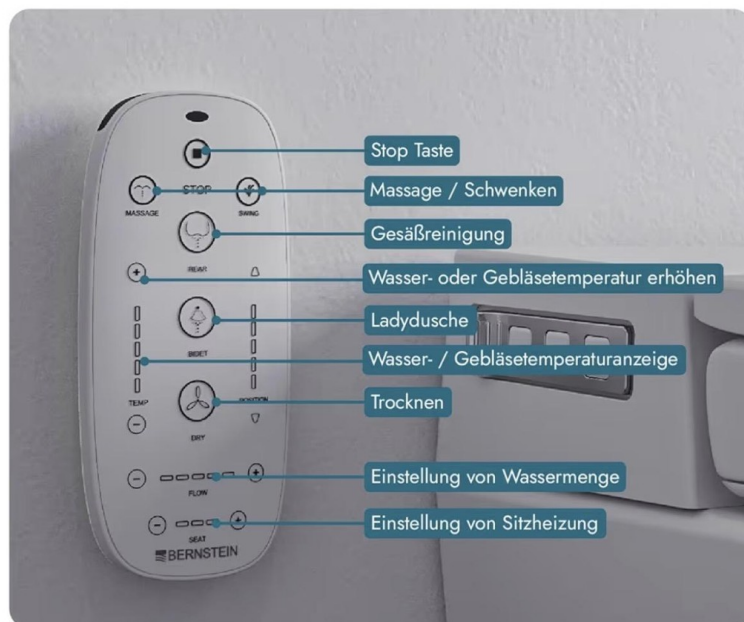 Stop Taste
STOP
MASSAGE
SWING
Massage / Schwenken
Gesäßreinigung
REAR
Wasser- oder Gebläsetemperatur erhöhen
Ladydusche
BIDET
Wasser- / Gebläsetemperaturanzeige
TEMP
POSITION
Trocknen
DRY
Einstellung von Wassermenge
FLOW
Einstellung von Sitzheizung
SEAT
BERNSTEIN